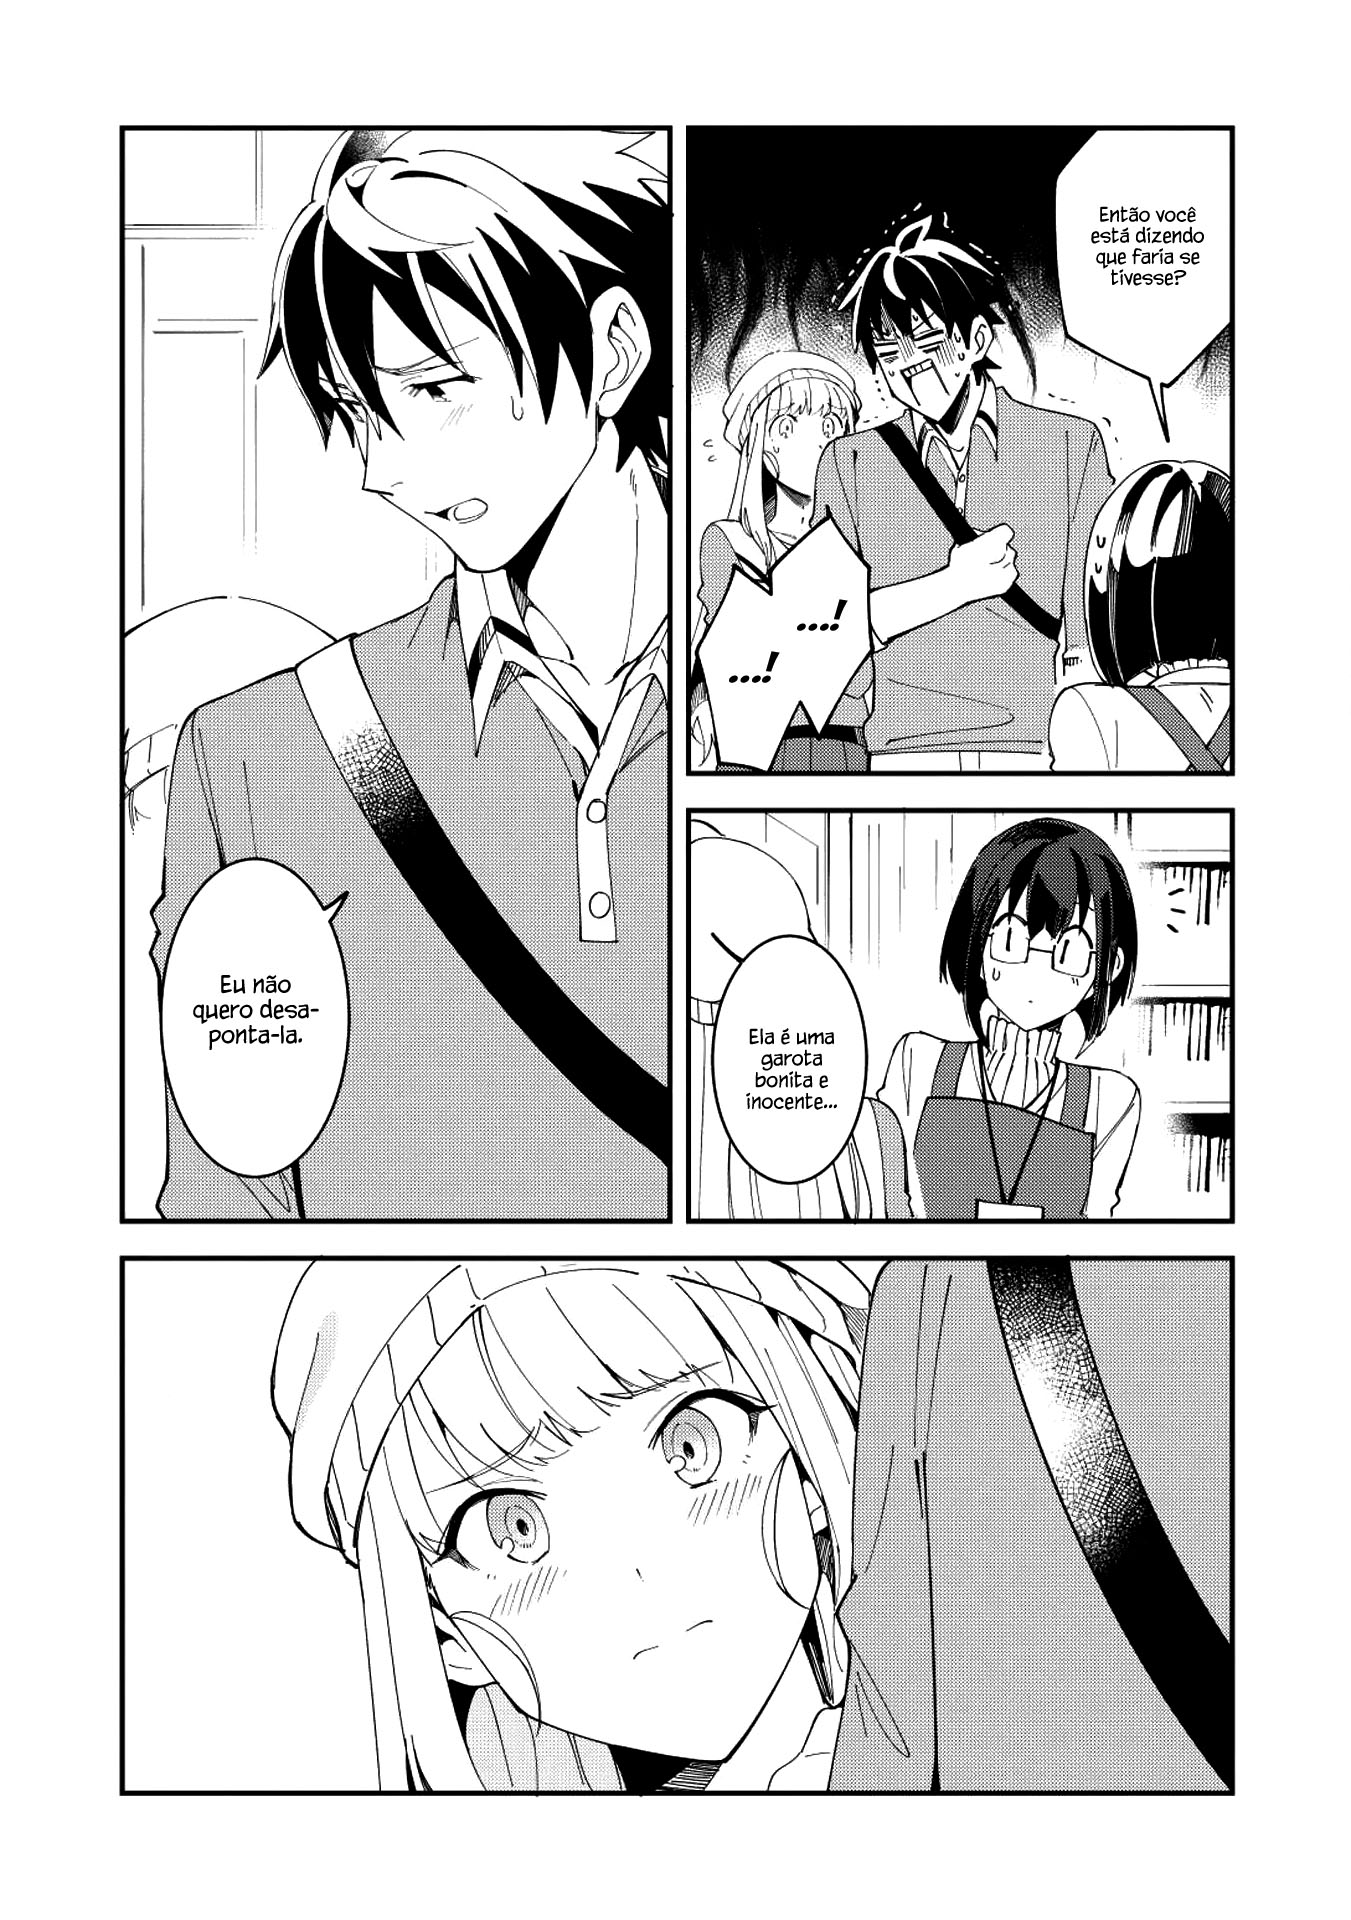 Então você
está dizendo
que faria se
tivesse?
....!
....!
Ela é uma
garota
bonita e
inocente...
Eu não
quero desa-
ponta-la.